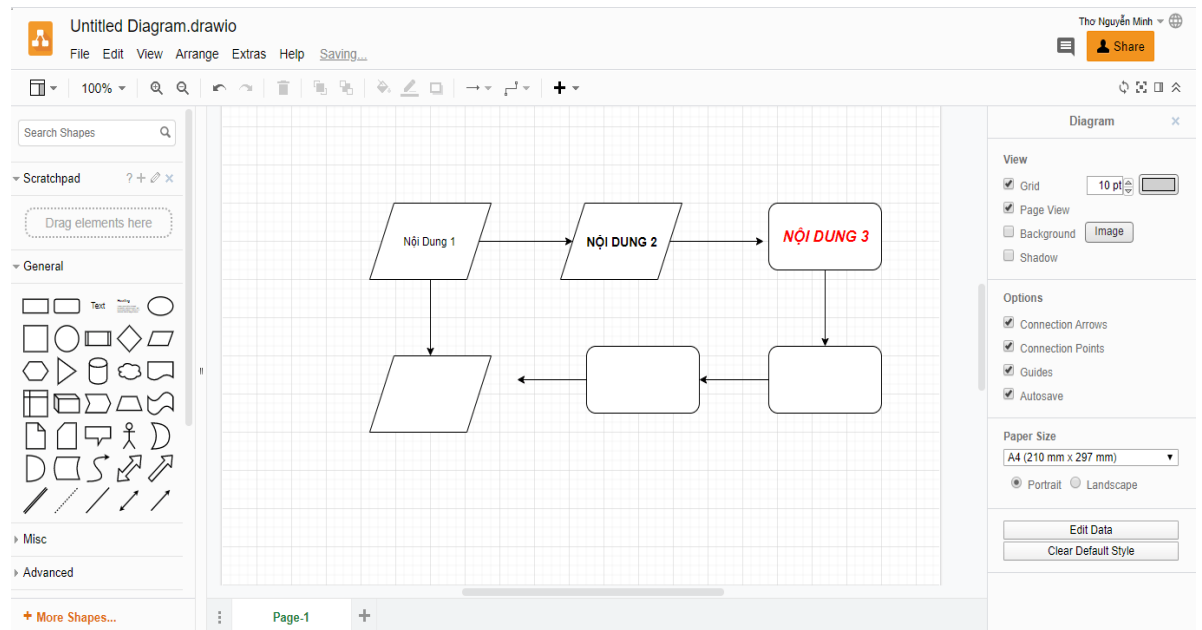 Untitled Diagram.drawio
Thơ Nguyễn Minh
File Edit View Arrange Extras Help Saving...
Share
100%
Search Shapes
Scratchpad
?
Drag elements here
General
Text
Misc
Advanced
+ More Shapes...
Nội Dung 1
NỘI DUNG 2
NỘI DUNG 3
Page-1
Diagram
View
Grid 10 pt
Page View
Background Image
Shadow
Options
Connection Arrows
Connection Points
Guides
Autosave
Paper Size
A4 (210 mm x 297 mm)
Portrait Landscape
Edit Data
Clear Default Style